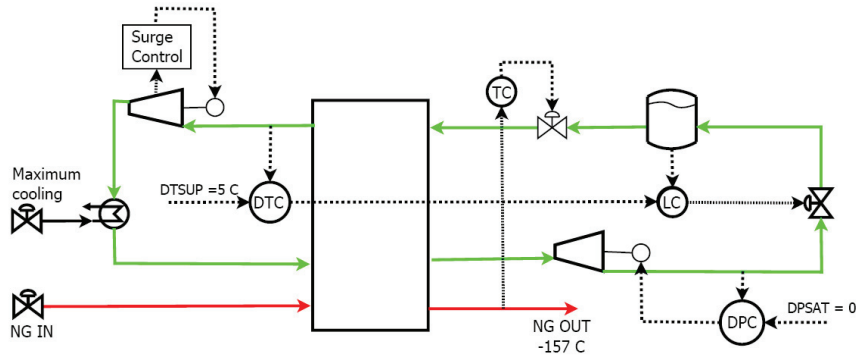 Surge
Control
TC
Maximum
cooling
DTSUP =5 C
DTC
LC
NG IN
NG OUT
-157 C
DPC
DPSAT = 0